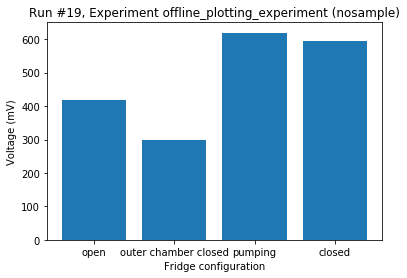 Run #19, Experiment offline_plotting_experiment (nosample)
600
500
400
300
200
100
0
Voltage (mV)
open outer chamber closed pumping closed
Fridge configuration